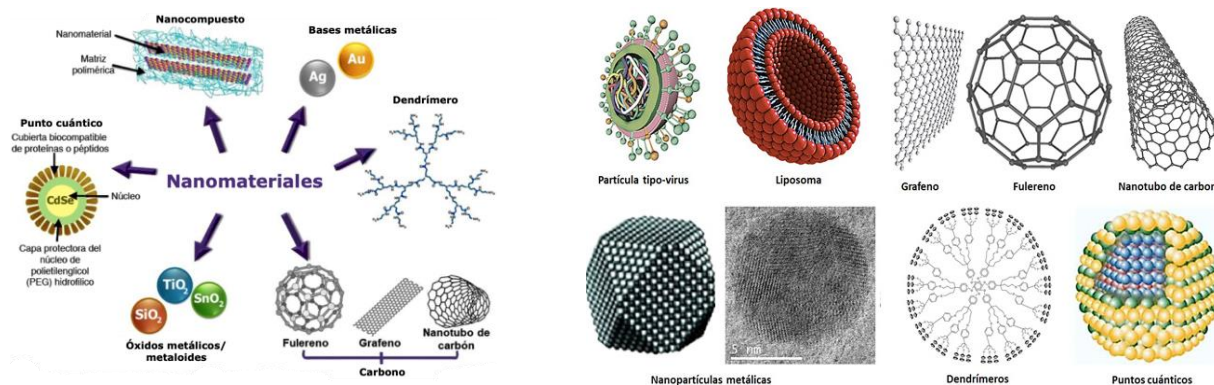 Nanocompuesto
Nanomaterial
Matriz
polimérica
Bases metálicas
Ag
Au
Dendrímero
Punto cuántico
Cubierta biocompatible
de proteínas o péptidos
CdSe
Núcleo
Capa protectora del
núcleo de
polietilenglicol
(PEG) hidrofílico
Nanomateriales
TiO2
SnO2
SiO2
Óxidos metálicos/
metaloides
Fulereno
Grafeno
Nanotubo de
carbón
Carbono
Partícula tipo-virus
Liposoma
Grafeno
Fulereno
Nanotubo de carbon
5 nm
Nanopartículas metálicas
Dendrímeros
Puntos cuánticos